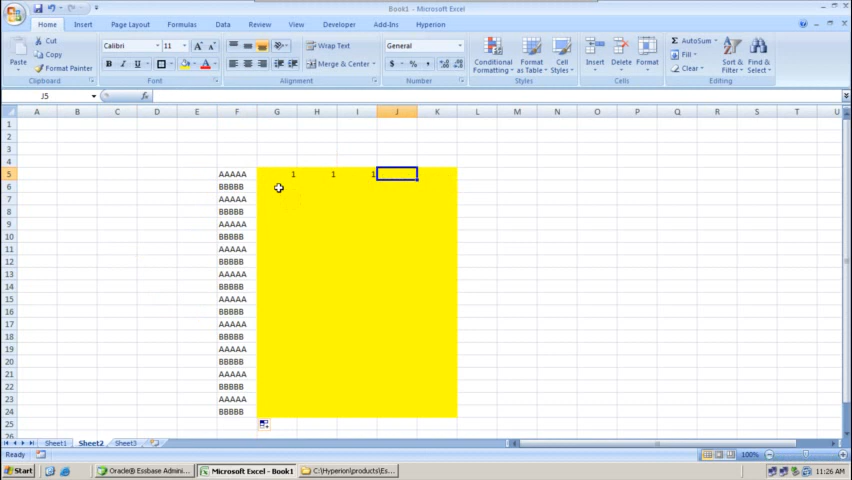 Book1 - Microsoft Excel
Home Insert Page Layout Formulas Data Review View Developer Add-Ins Hyperion
Cut
Copy
Format Painter
Paste
Clipboard
Calibri 11 A A
B I U A
Font
Wrap Text
Merge & Center
Alignment
General
$ % ,
Number
Conditional Formatting
Format as Table
Cell Styles
Styles
Insert Delete Format
Cells
Σ AutoSum
Fill
Clear
Sort & Filter
Find & Select
Editing
J5 fx
A B C D E F G H I J K L M N O P Q R S T U
1
2
3
4
5 AAAAA 1 1 1
6 BBBBB
7 AAAAA
8 BBBBB
9 AAAAA
10 BBBBB
11 AAAAA
12 BBBBB
13 AAAAA
14 BBBBB
15 AAAAA
16 BBBBB
17 AAAAA
18 BBBBB
19 AAAAA
20 BBBBB
21 AAAAA
22 BBBBB
23 AAAAA
24 BBBBB
25
26
Sheet1 Sheet2 Sheet3
Ready 100%
Start Oracle® Essbase Admini... Microsoft Excel - Book1 C:\Hyperion\products\Es... 11:26 AM